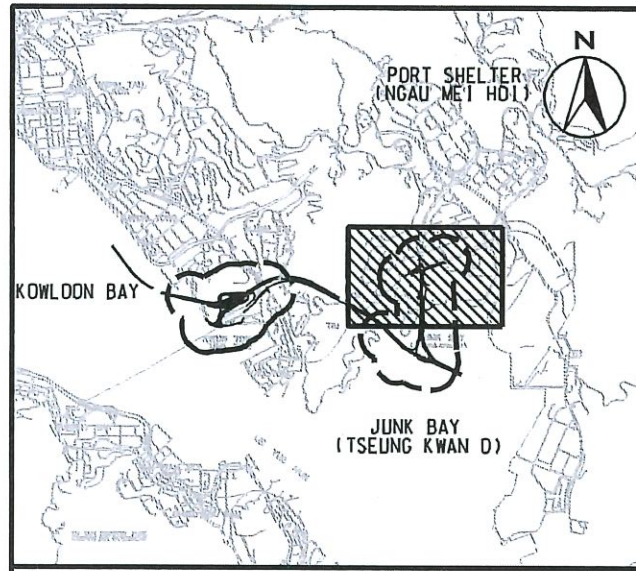 N
PORT SHELTER
(NGAU MEI HOI)
KOWLOON BAY
JUNK BAY
(TSEUNG KWAN O)